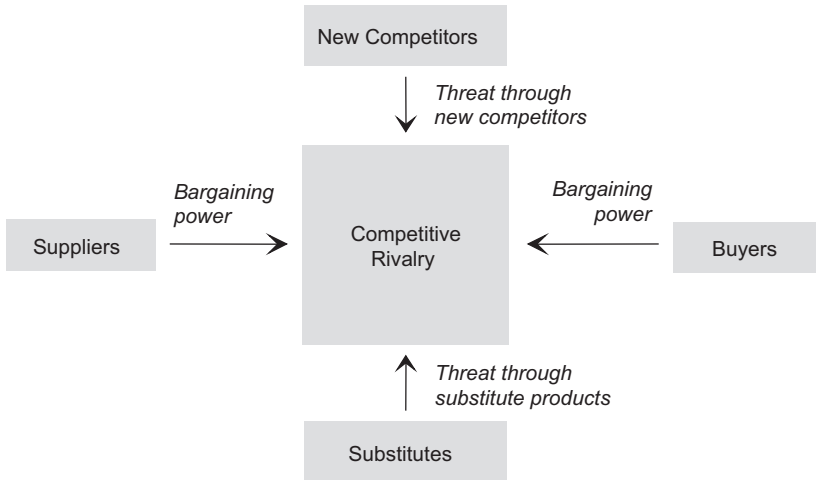 New Competitors
Threat through
new competitors
Bargaining
power
Bargaining
power
Suppliers
Competitive
Rivalry
Buyers
Threat through
substitute products
Substitutes